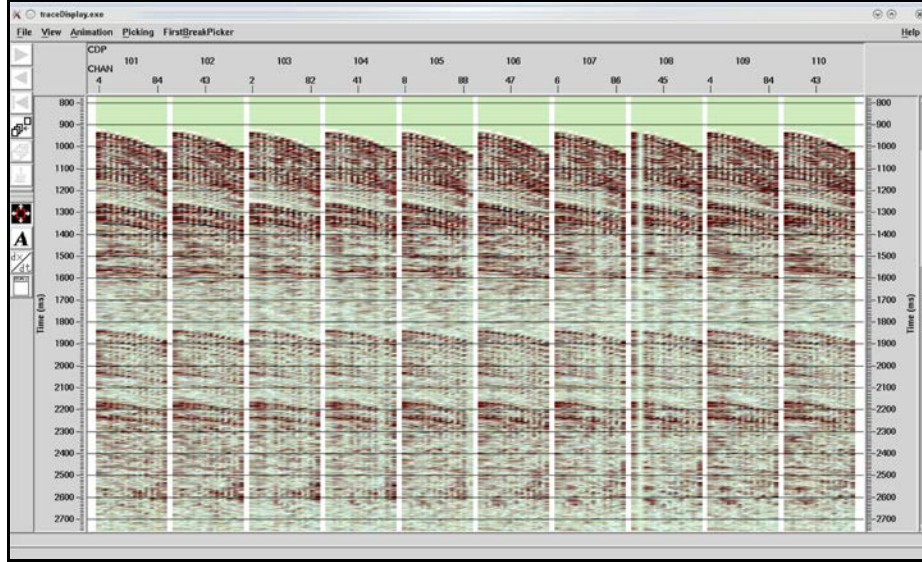 traceDisplay.exe
File View Animation Picking FirstBreakPicker Help
CDP 101 102 103 104 105 106 107 108 109 110
CHAN 4 84 43 2 82 41 8 88 47 6 86 45 4 84 43
800 800
900 900
1000 1000
1100 1100
1200 1200
1300 1300
A
1400 1400
dx/dt
1500 1500
1600 1600
1700 1700
Time (ms) Time (ms)
1800 1800
1900 1900
2000 2000
2100 2100
2200 2200
2300 2300
2400 2400
2500 2500
2600 2600
2700 2700